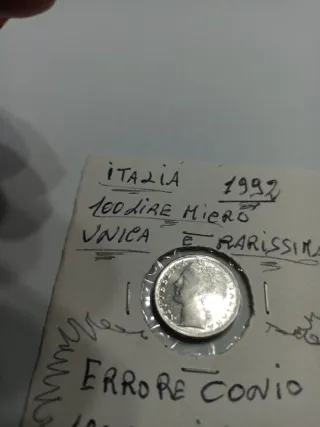 ITALIA 1992
100 LIRE MICRO
UNICA E RARISSIMA
ERRORE CONIO